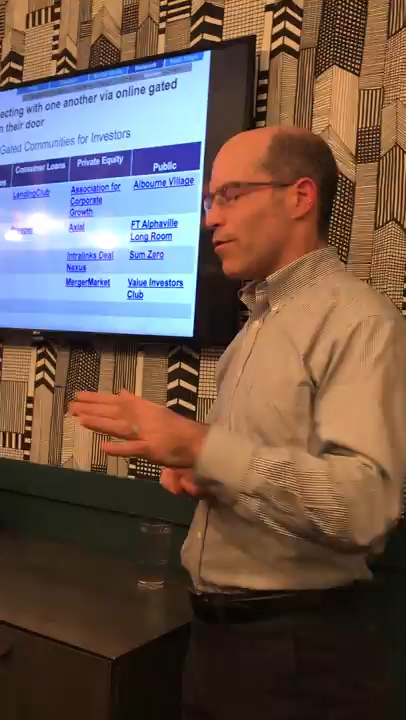 ecting with one another via online gated
n their door
Gated Communities for Investors
Consumer Loans Private Equity Public
LendingClub Association for Corporate Growth Albourne Village
Axial FT Alphaville Long Room
Intralinks Deal Nexus Sum Zero
MergerMarket Value Investors Club